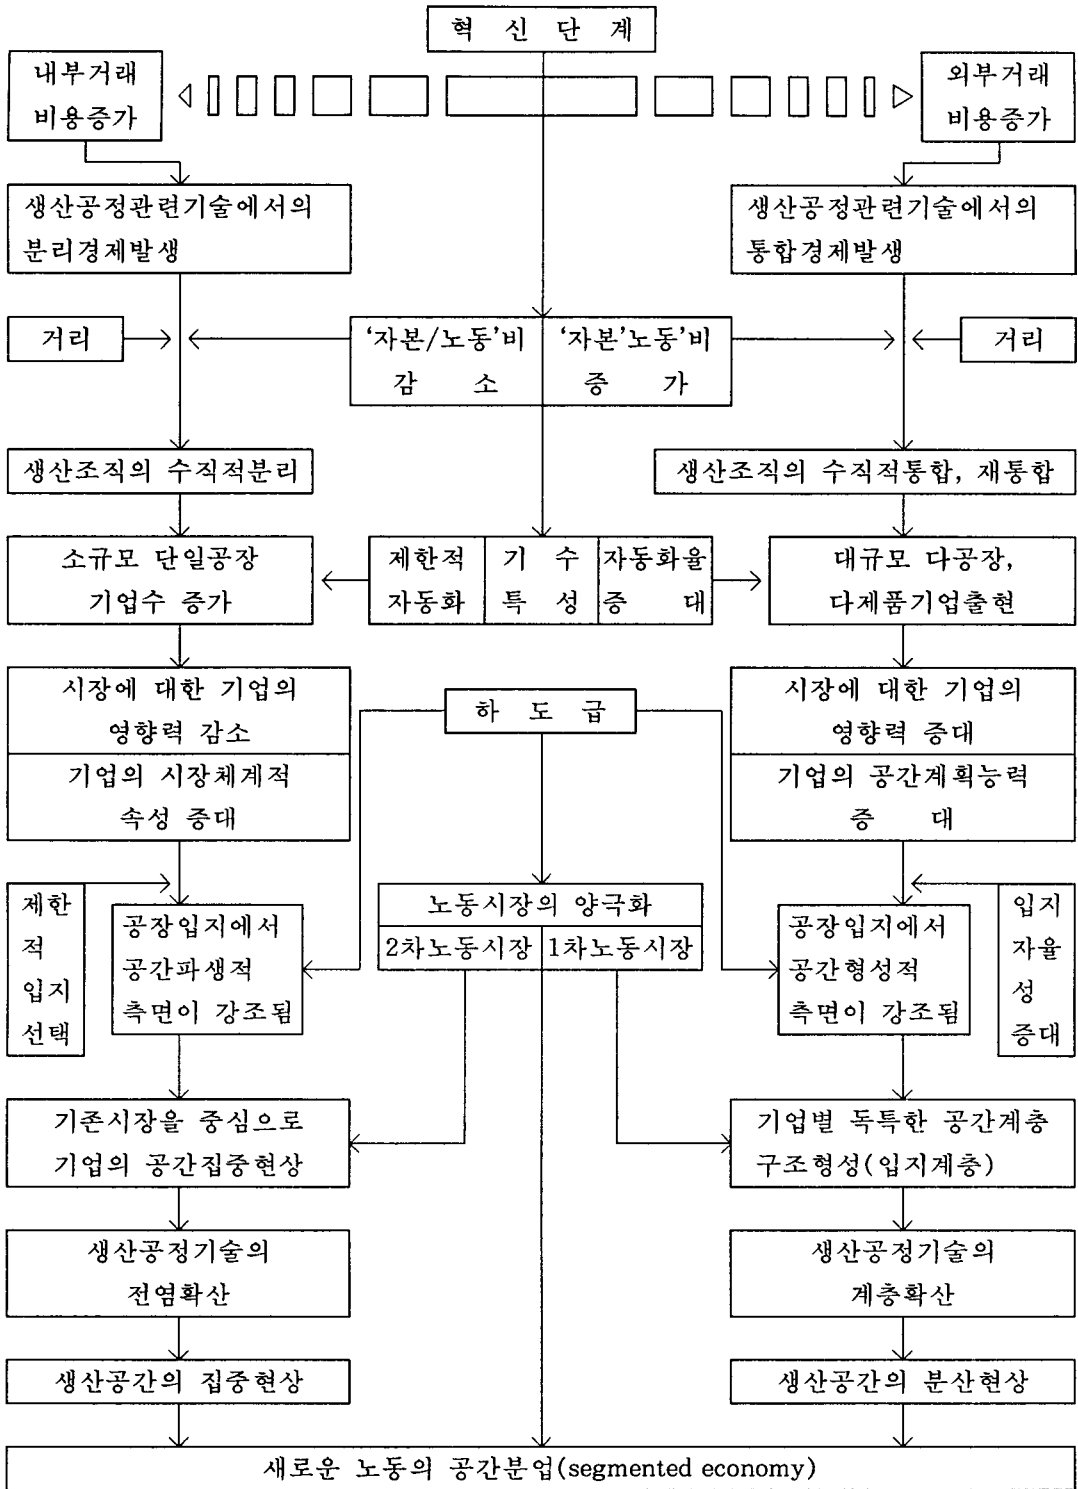 혁 신 단 계
내부거래
비용증가
외부거래
비용증가
생산공정관련기술에서의
분리경제발생
생산공정관련기술에서의
통합경제발생
거리
‘자본/노동’비
감 소
‘자본’노동’비
증 가
거리
생산조직의 수직적분리
생산조직의 수직적통합, 재통합
소규모 단일공장
기업수 증가
제한적
자동화
기 수
특 성
자동화율
증 대
대규모 다공장,
다제품기업출현
시장에 대한 기업의
영향력 감소
기업의 시장체계적
속성 증대
하 도 급
시장에 대한 기업의
영향력 증대
기업의 공간계획능력
증 대
제한
적
입지
선택
공장입지에서
공간파생적
측면이 강조됨
노동시장의 양극화
2차노동시장
1차노동시장
공장입지에서
공간형성적
측면이 강조됨
입지
자율
성
증대
기존시장을 중심으로
기업의 공간집중현상
기업별 독특한 공간계층
구조형성(입지계층)
생산공정기술의
전염확산
생산공정기술의
계층확산
생산공간의 집중현상
생산공간의 분산현상
새로운 노동의 공간분업(segmented economy)